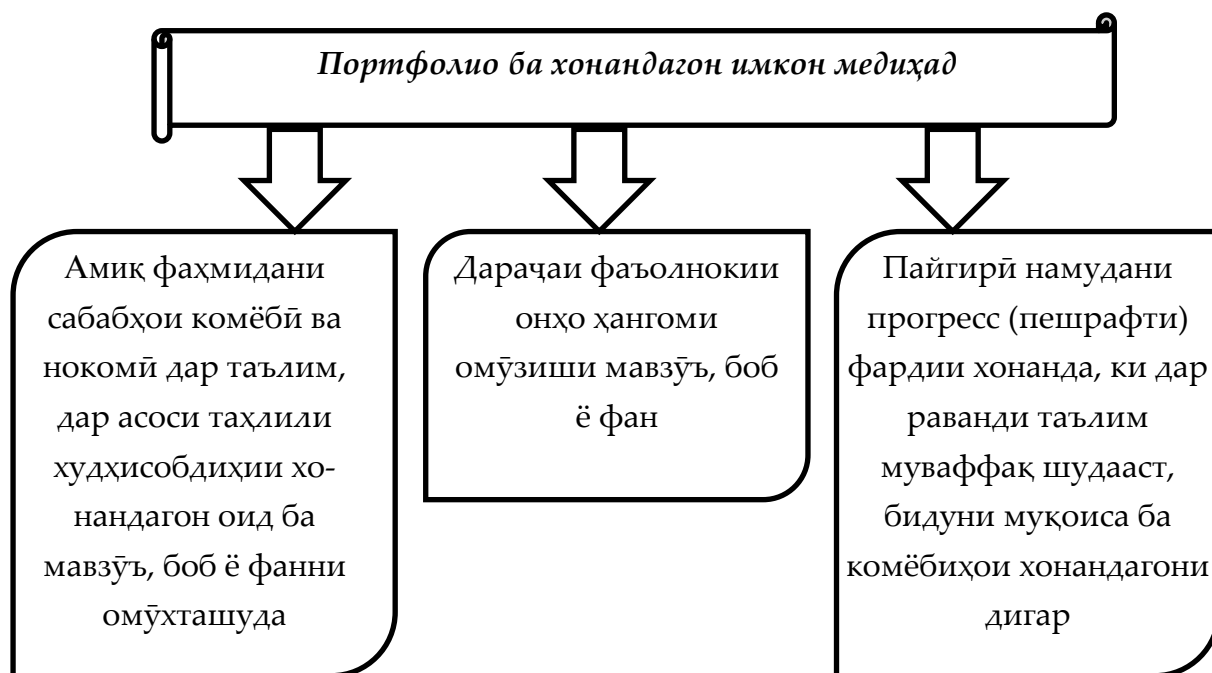 Портфолио ба хонандагон имкон медиҳад
Амиқ фаҳмидани
сабабҳои комёбӣ ва
нокомӣ дар таълим,
дар асоси таҳлили
худҳисобдиҳии хо-
нандагон оид ба
мавзӯъ, боб ё фанни
омӯхташуда
Дараҷаи фаъолнокии
онҳо ҳангоми
омӯзиши мавзӯъ, боб
ё фан
Пайгирӣ намудани
прогресс (пешрафти)
фардии хонанда, ки дар
раванди таълим
муваффақ шудааст,
бидуни муқоиса ба
комёбиҳои хонандагони
дигар